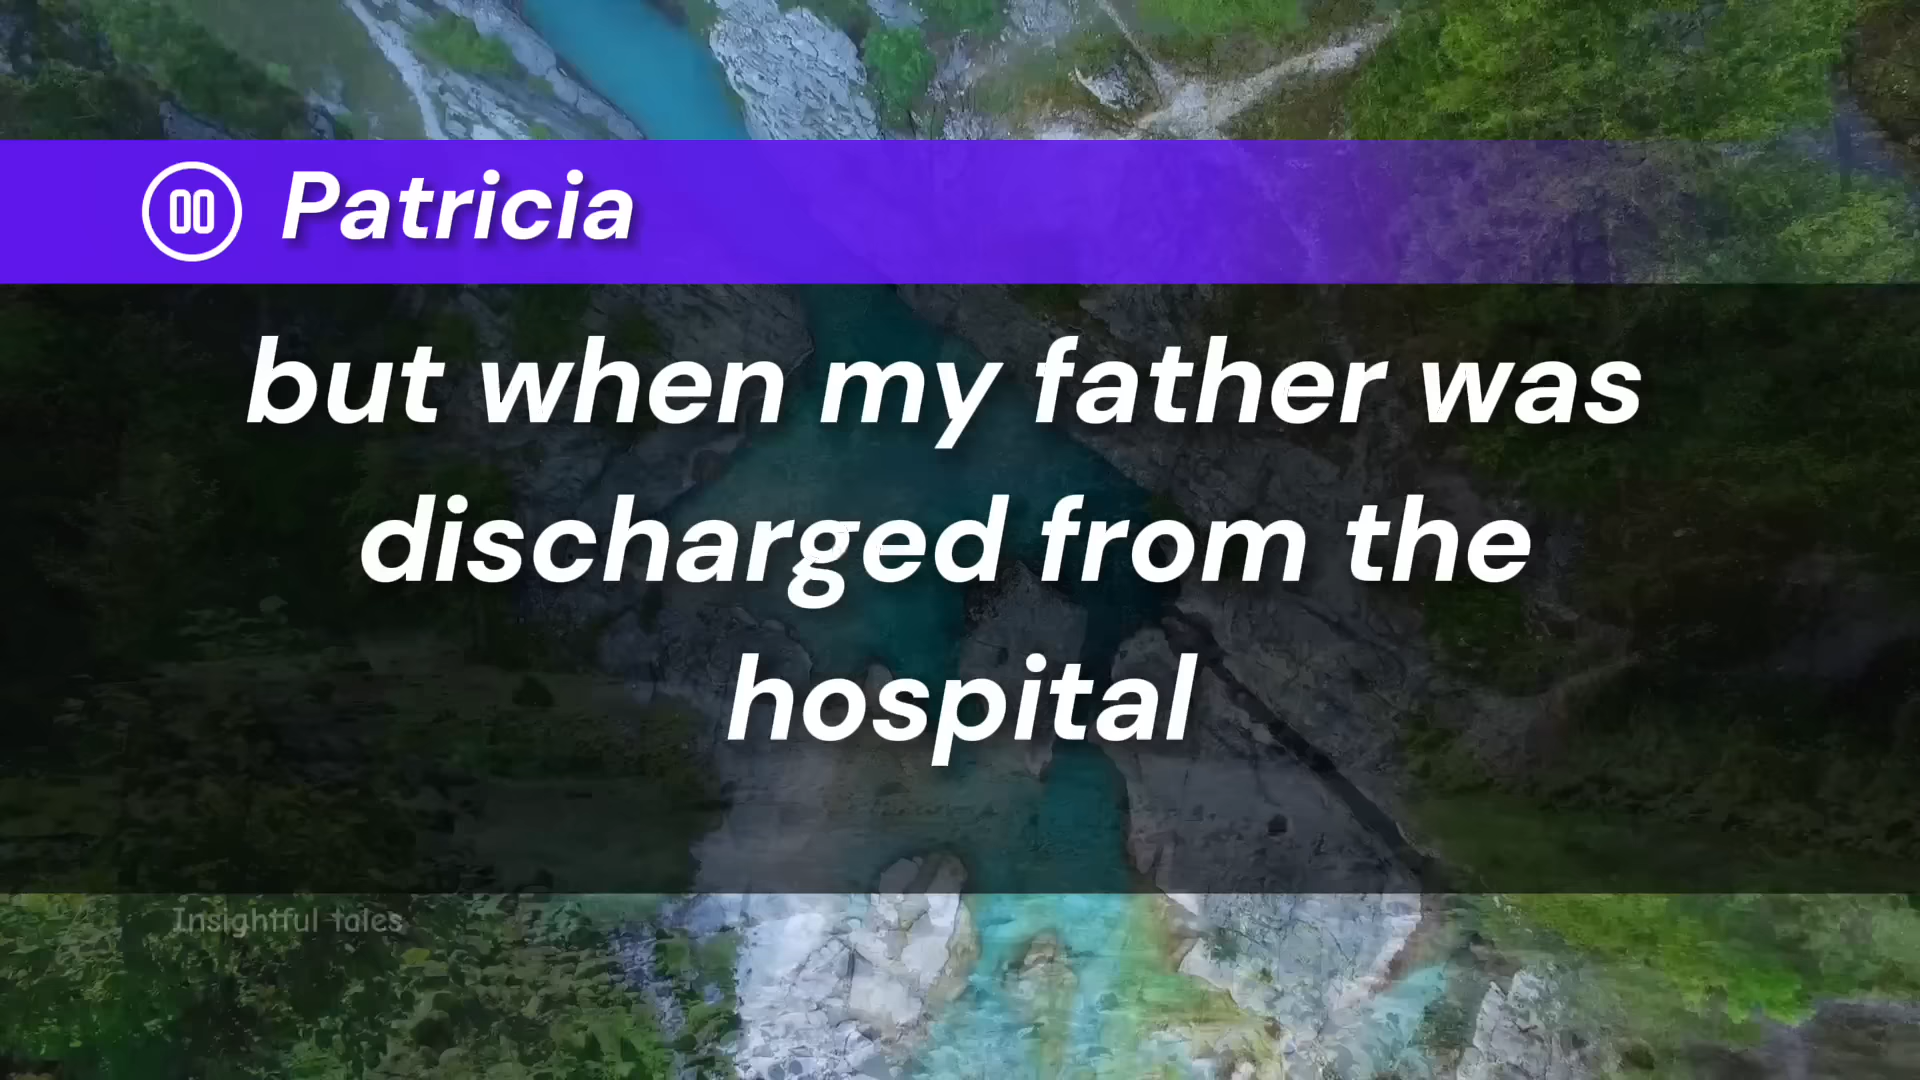 Patricia
but when my father was
discharged from the
hospital
Insightful tales